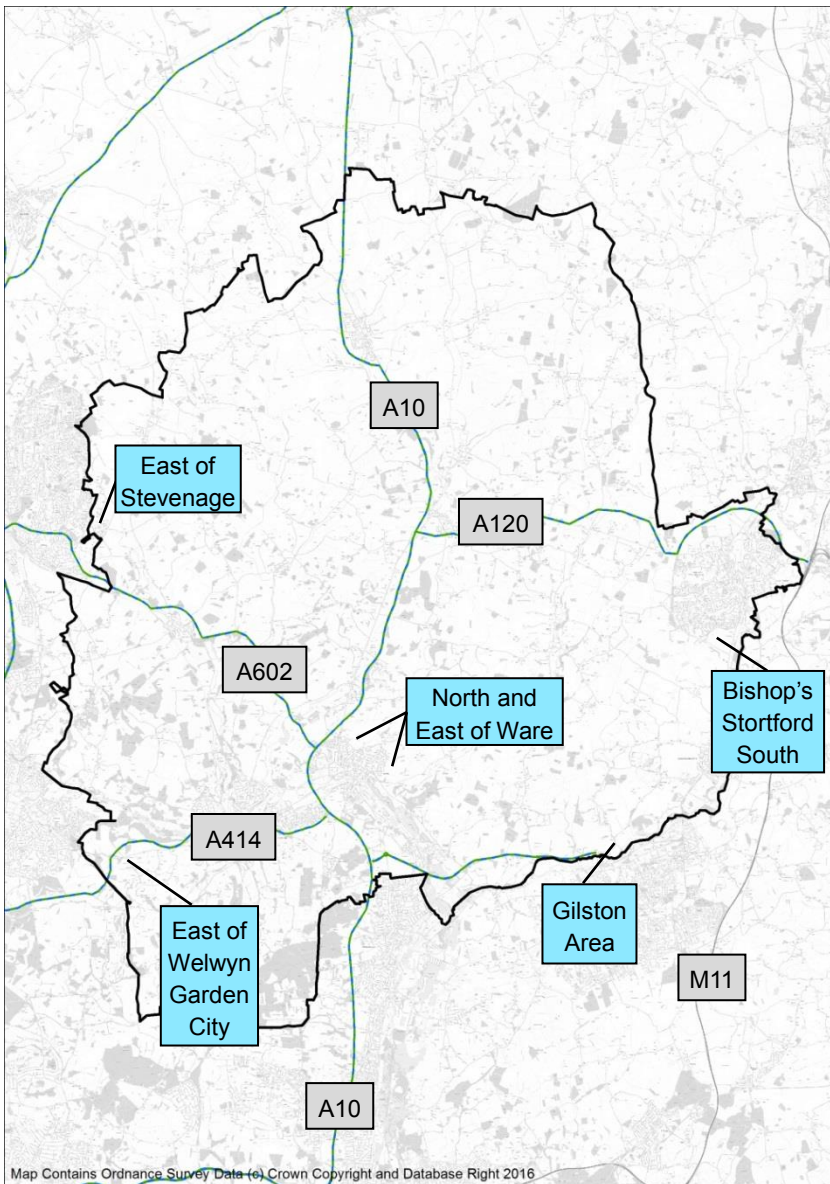 A10
East of
Stevenage
A120
A602
North and
East of Ware
Bishop's
Stortford
South
A414
Gilston
Area
East of
Welwyn
Garden
City
M11
A10
Map Contains Ordnance Survey Data (c) Crown Copyright and Database Right 2016